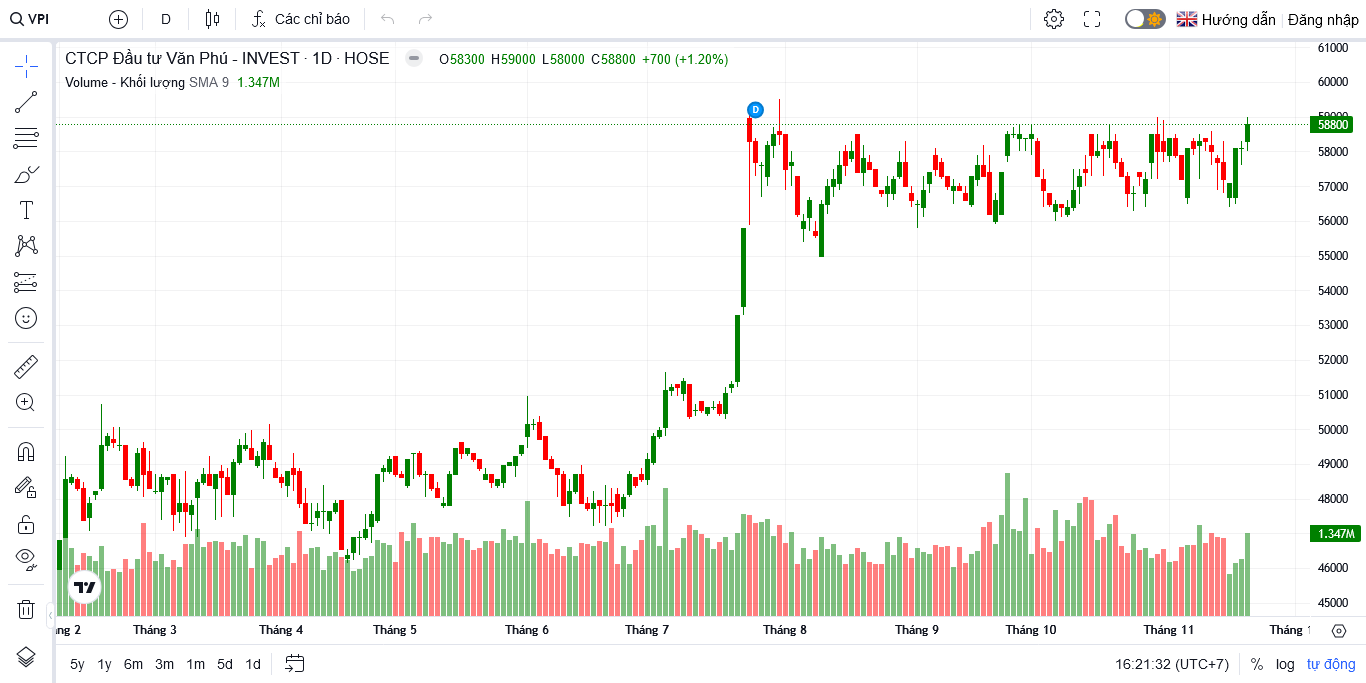 VPI D Các chỉ báo Hướng dẫn Đăng nhập
CTCP Đầu tư Văn Phú - INVEST · 1D · HOSE O58300 H59000 L58000 C58800 +700 (+1.20%)
Volume - Khối lượng SMA 9 1.347M
D
61000
60000
59000
58800
58000
57000
56000
55000
54000
53000
52000
51000
50000
49000
48000
1.347M
46000
45000
ng 2 Tháng 3 Tháng 4 Tháng 5 Tháng 6 Tháng 7 Tháng 8 Tháng 9 Tháng 10 Tháng 11 Tháng 1
5y 1y 6m 3m 1m 5d 1d 16:21:32 (UTC+7) % log tự động